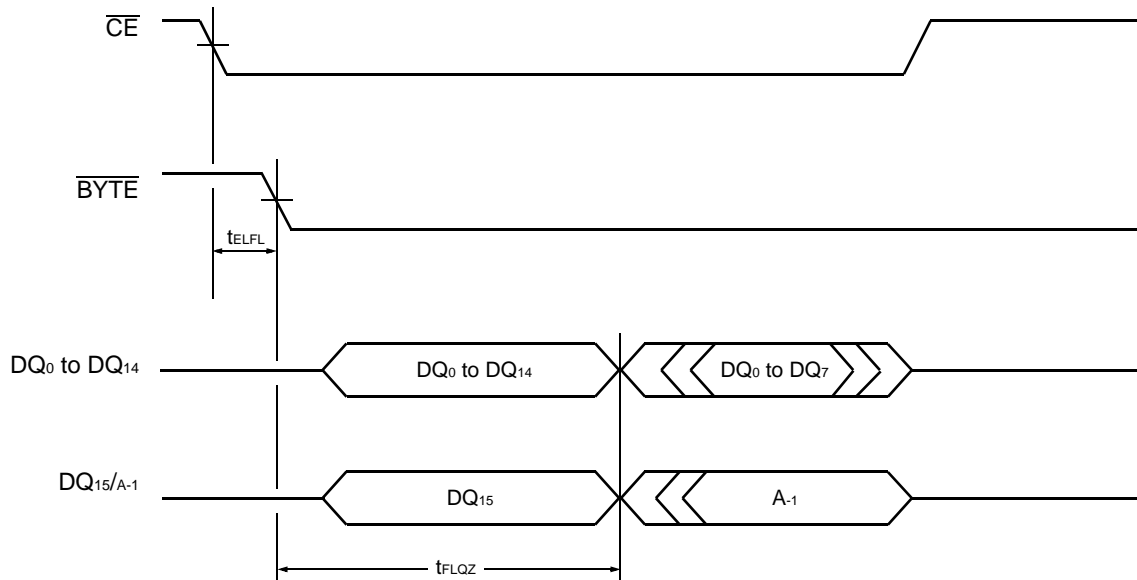 CE
BYTE
tELFL
DQ0 to DQ14
DQ0 to DQ14
DQ0 to DQ7
DQ15/A-1
DQ15
A-1
tFLQZ